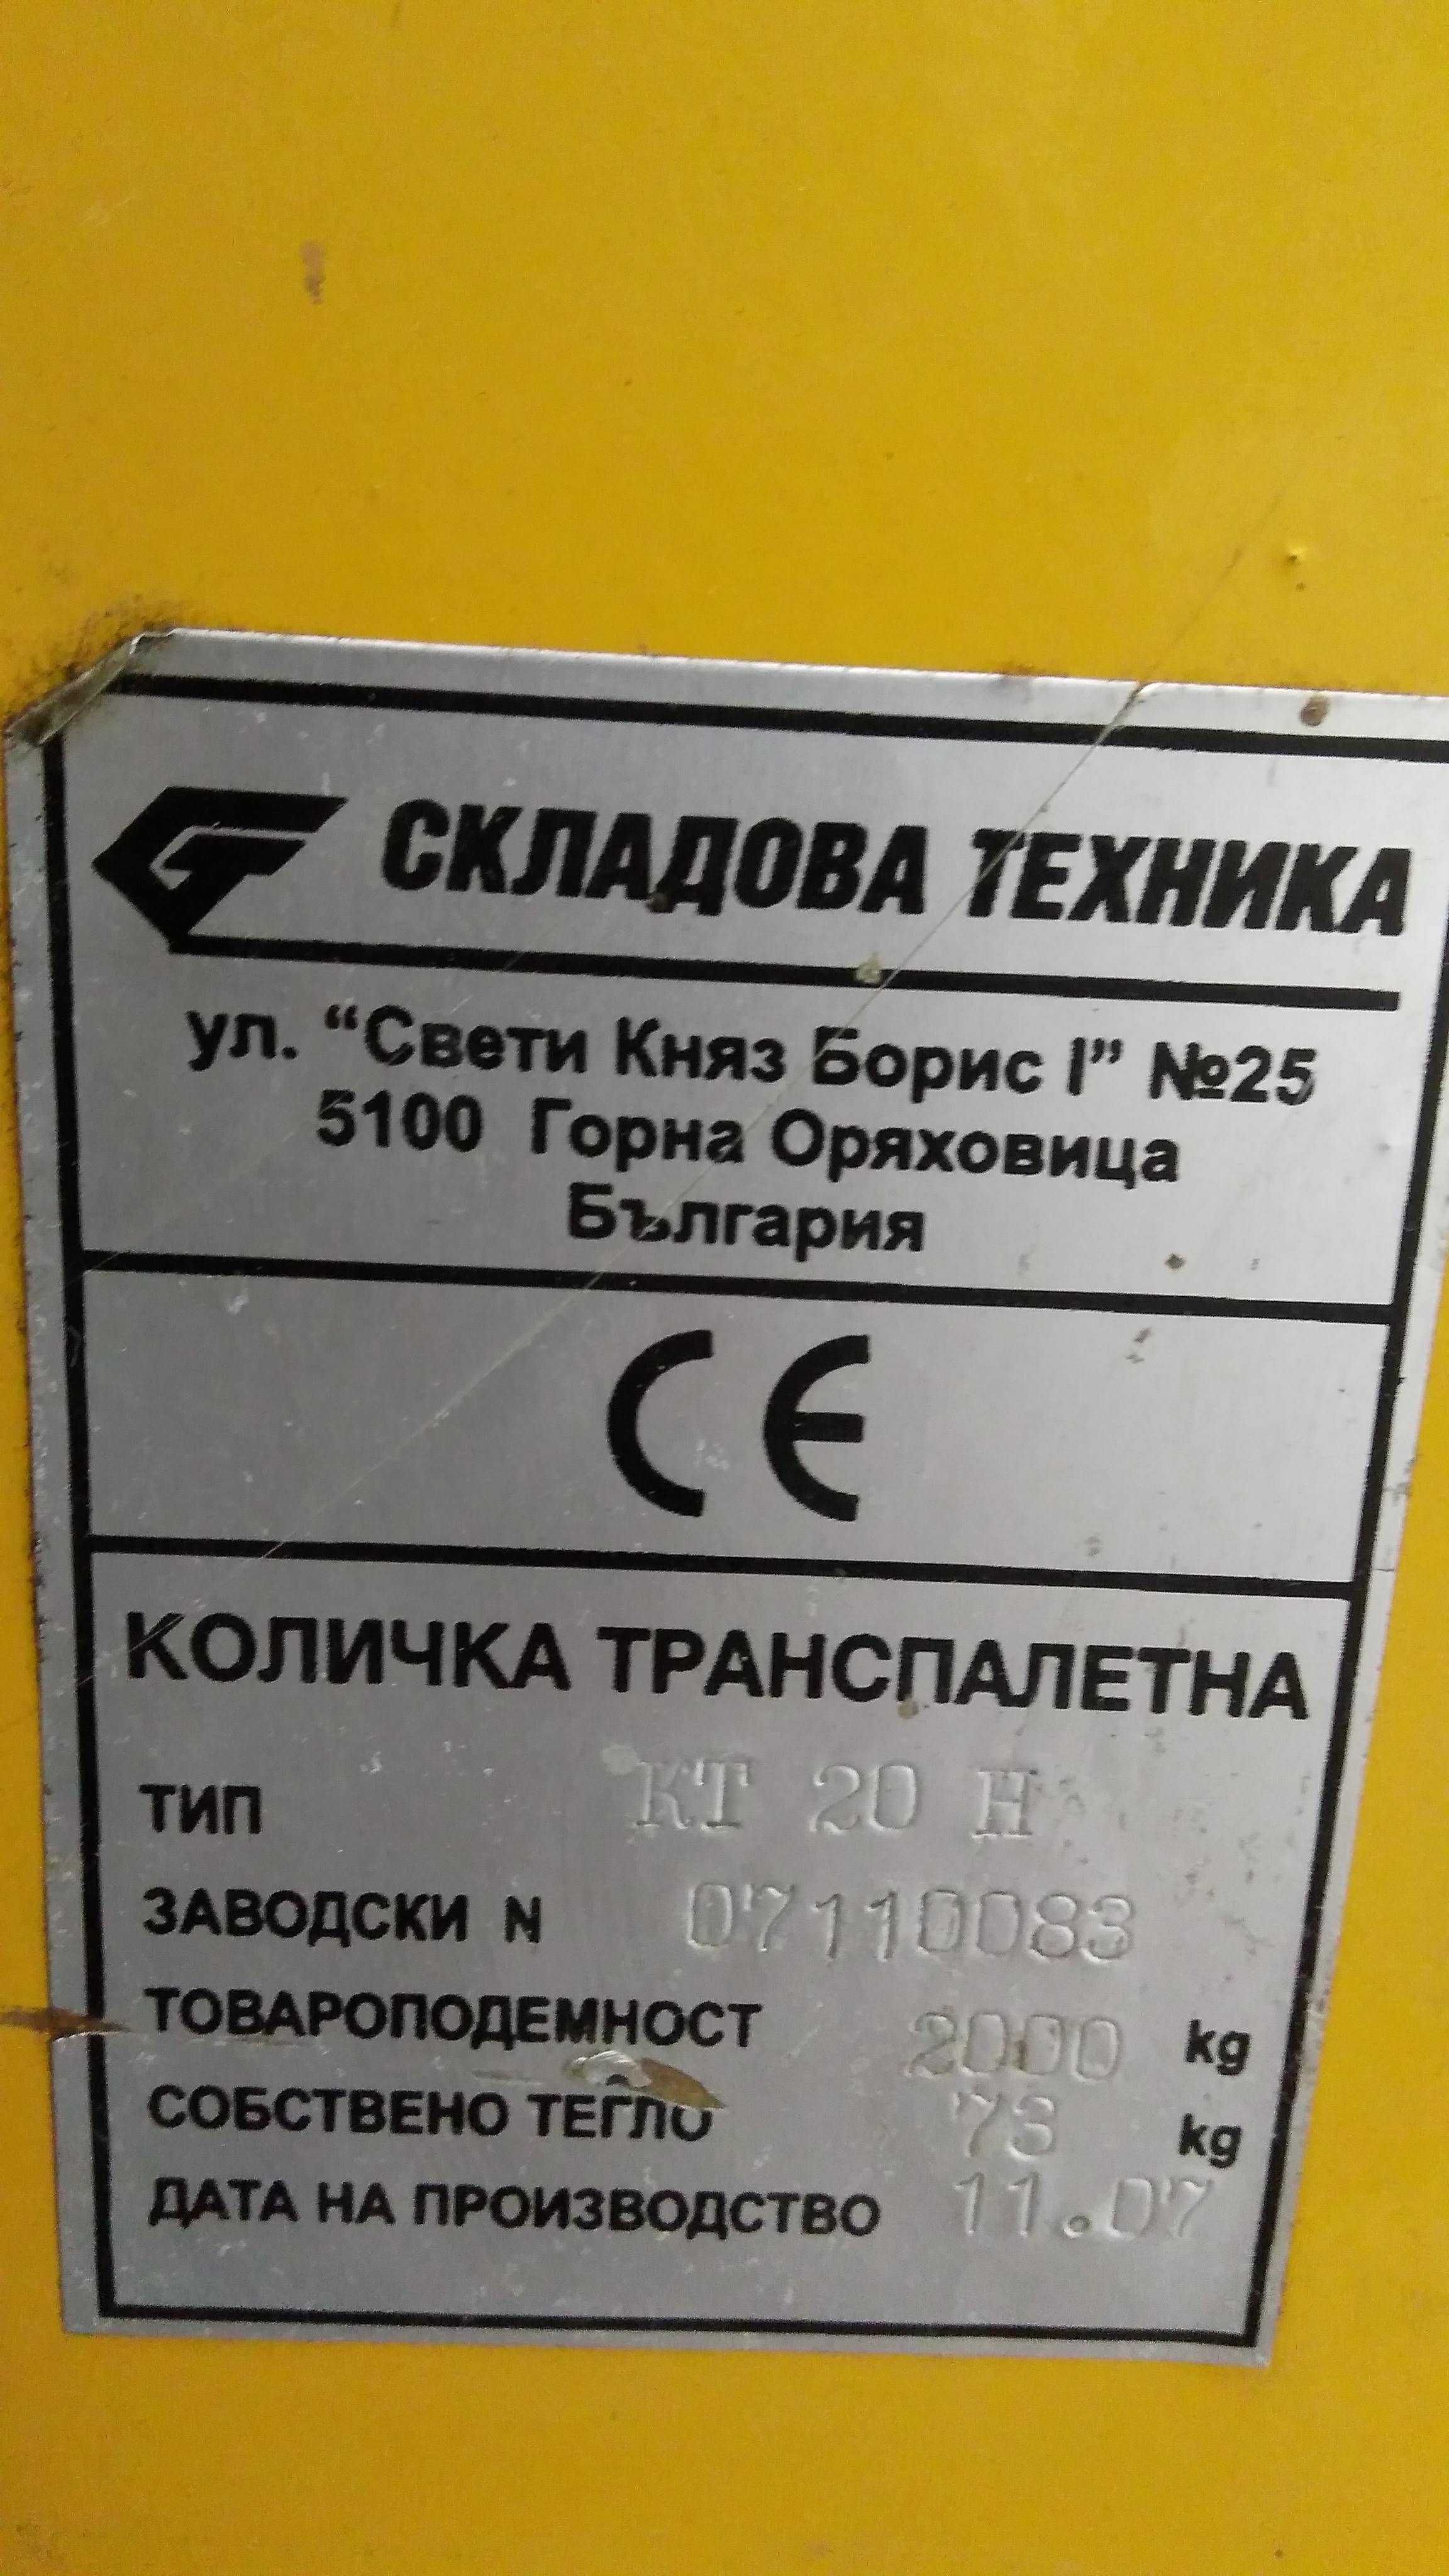 СКЛАДОВА ТЕХНИКА
ул. “Свети Княз Борис I” №25
5100 Горна Оряховица
България
CE
КОЛИЧКА ТРАНСПАЛЕТНА
ТИП КТ 20 Н
ЗАВОДСКИ N 07110083
ТОВАРОПОДЕМНОСТ 2000 kg
СОБСТВЕНО ТЕГЛО 73 kg
ДАТА НА ПРОИЗВОДСТВО 11.07